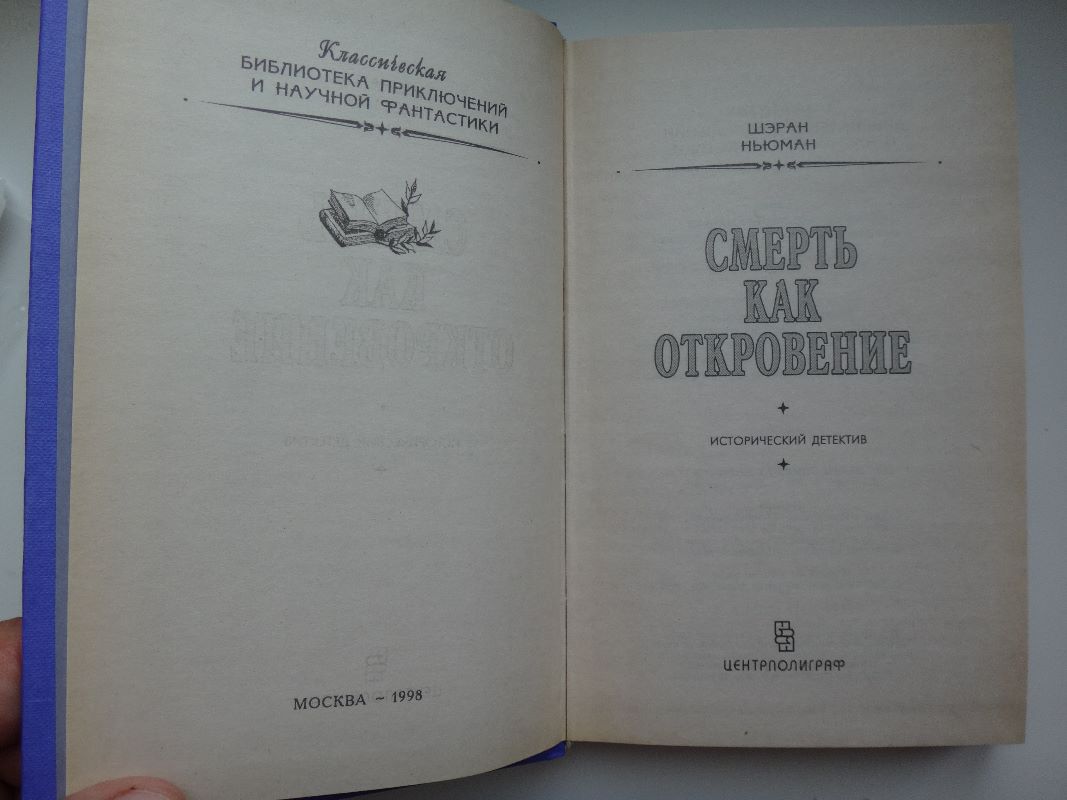 Классическая
БИБЛИОТЕКА ПРИКЛЮЧЕНИЙ
И НАУЧНОЙ ФАНТАСТИКИ
МОСКВА ~ 1998
ШЭРАН
НЬЮМАН
СМЕРТЬ
КАК
ОТКРОВЕНИЕ
ИСТОРИЧЕСКИЙ ДЕТЕКТИВ
ЦЕНТРПОЛИГРАФ